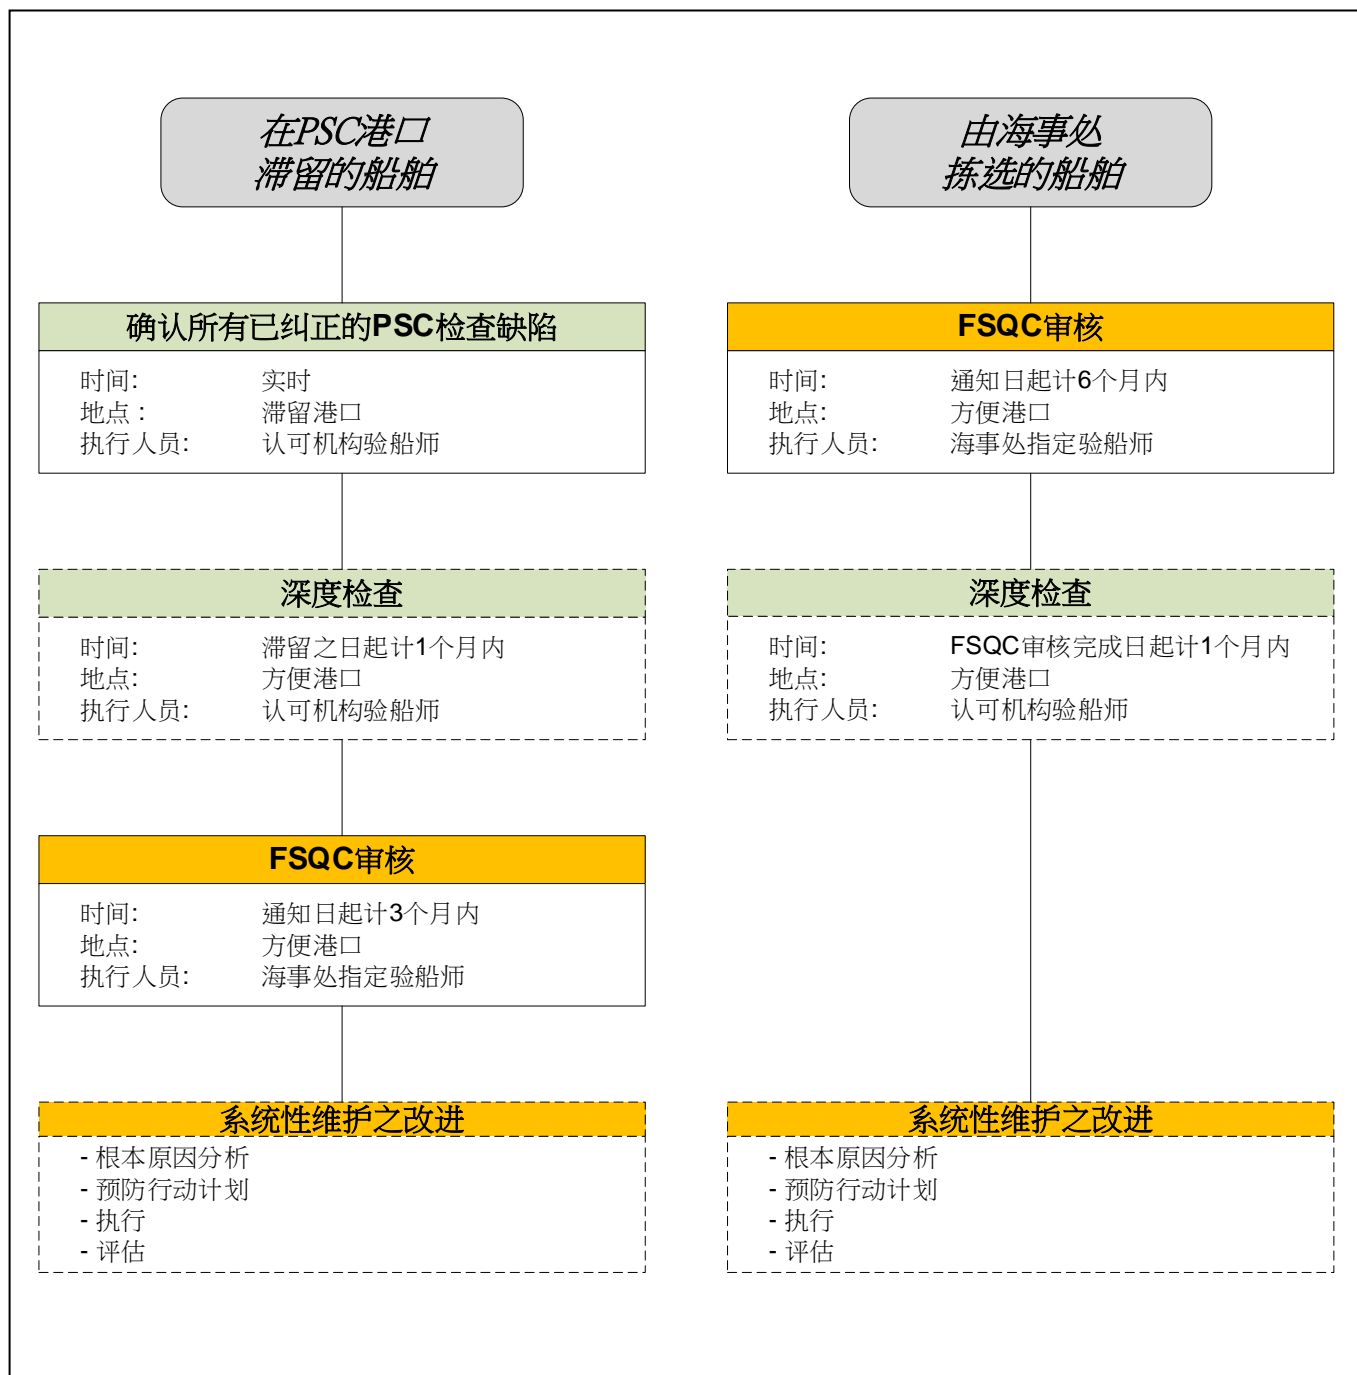 在PSC港口
滞留的船舶
确认所有已纠正的PSC检查缺陷
时间: 实时
地点 : 滞留港口
执行人员: 认可机构验船师
深度检查
时间: 滞留之日起计1个月内
地点: 方便港口
执行人员: 认可机构验船师
FSQC审核
时间: 通知日起计3个月内
地点: 方便港口
执行人员: 海事处指定验船师
系统性维护之改进
- 根本原因分析
- 预防行动计划
- 执行
- 评估
由海事处
拣选的船舶
FSQC审核
时间: 通知日起计6个月内
地点: 方便港口
执行人员: 海事处指定验船师
深度检查
时间: FSQC审核完成日起计1个月内
地点: 方便港口
执行人员: 认可机构验船师
系统性维护之改进
- 根本原因分析
- 预防行动计划
- 执行
- 评估